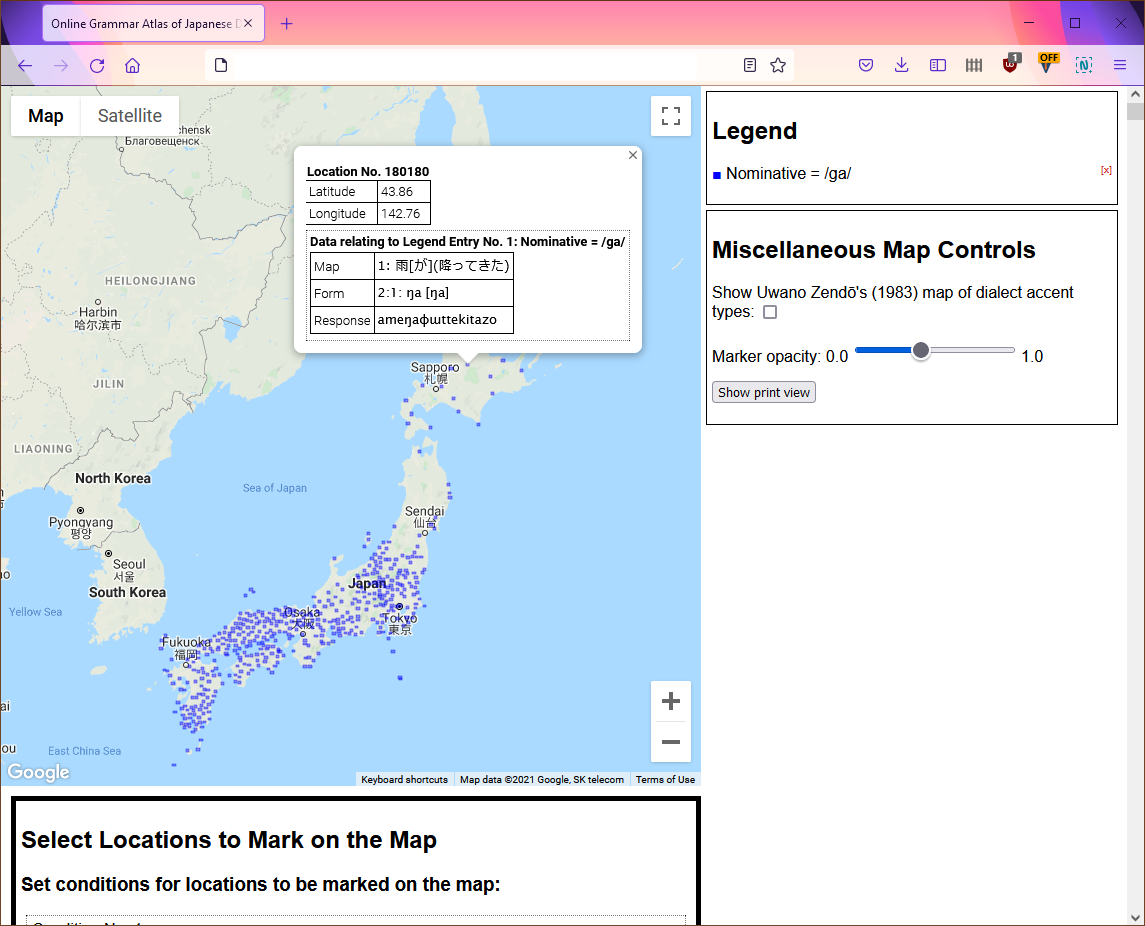 Online Grammar Atlas of Japanese D
1
OFF
Map
Satellite
chensk
Благовещенск
Location No. 180180
Latitude 43.86
Longitude 142.76
Data relating to Legend Entry No. 1: Nominative = /ga/
Map 1: 雨[が](降ってきた)
Form 2:1: ŋa [ŋa]
Response ameŋaɸɯttekitazo
HEILONGJIANG
Harbin
哈尔滨市
JILIN
LIAONING
Sapporo
札幌
North Korea
Sea of Japan
Pyongyang
평양
Sendai
仙台
Seoul
서울
South Korea
Japan
Yellow Sea
Osaka
大阪
Tokyo
東京
Fukuoka
福岡
ai
ou
East China Sea
Google
Keyboard shortcuts
Map data ©2021 Google, SK telecom
Terms of Use
Legend
Nominative = /ga/
[x]
Miscellaneous Map Controls
Show Uwano Zendō's (1983) map of dialect accent
types:
Marker opacity: 0.0 1.0
Show print view
Select Locations to Mark on the Map
Set conditions for locations to be marked on the map: